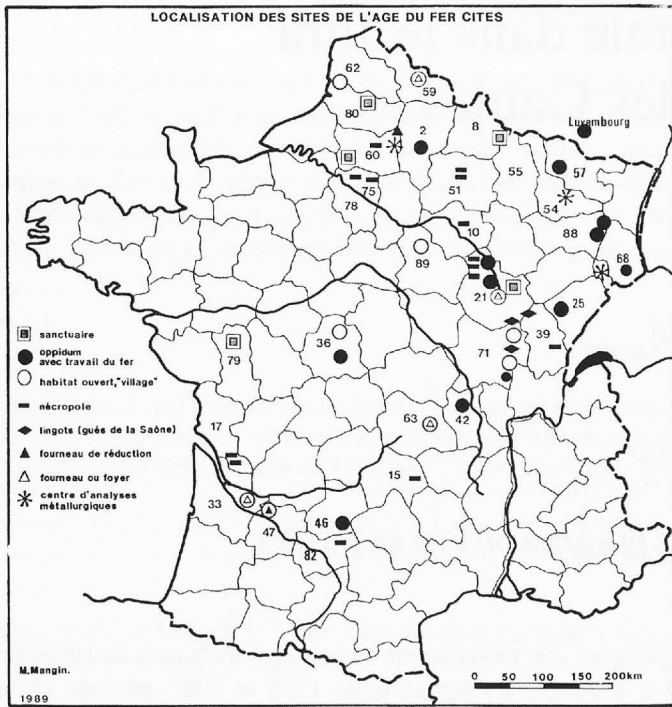 LOCALISATION DES SITES DE L'AGE DU FER CITES
62
59
80
8
Luxembourg
2
60
55
57
75
51
54
78
10
88
89
68
21
25
36
71
39
79
63
42
17
15
33
46
47
82
sanctuaire
oppidum
avec travail du fer
habitat ouvert,"village"
nécropole
lingots (gués de la Saône)
fourneau de réduction
fourneau ou foyer
centre d'analyses
métallurgiques
M.Mangin.
1989
0 50 100 150 200km